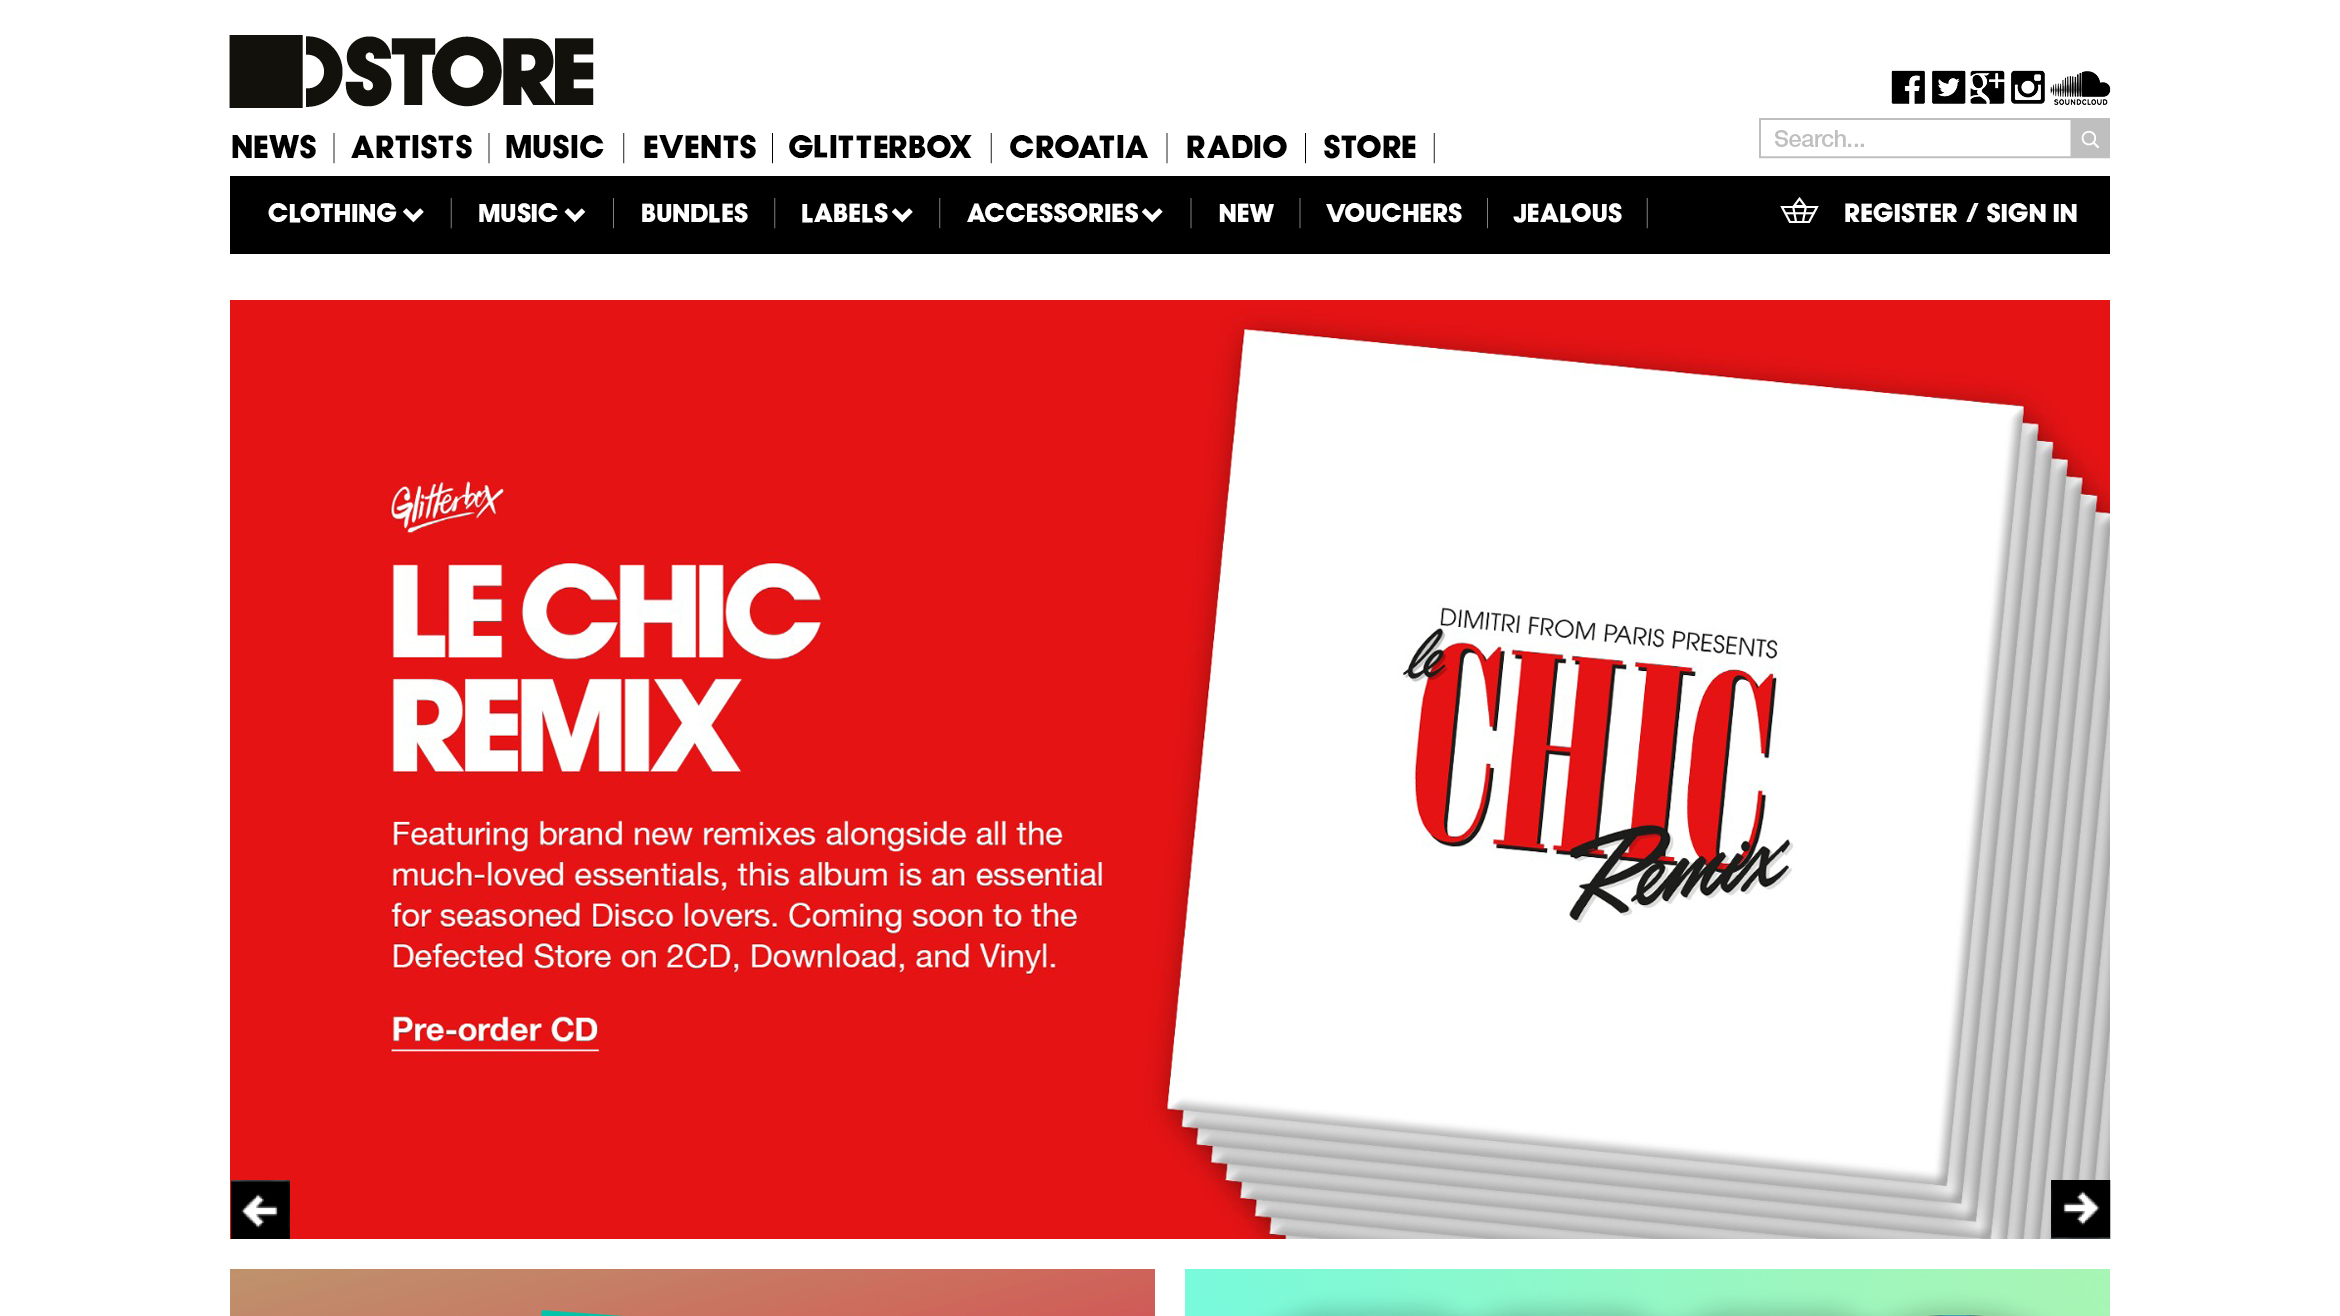 DSTORE
SOUNDCLOUD
NEWS ARTISTS MUSIC EVENTS GLITTERBOX CROATIA RADIO STORE
Search...
CLOTHING MUSIC BUNDLES LABELS ACCESSORIES NEW VOUCHERS JEALOUS REGISTER / SIGN IN
Glitterbox
LE CHIC
REMIX
Featuring brand new remixes alongside all the
much-loved essentials, this album is an essential
for seasoned Disco lovers. Coming soon to the
Defected Store on 2CD, Download, and Vinyl.
Pre-order CD
DIMITRI FROM PARIS PRESENTS
le
CHIC
Remix